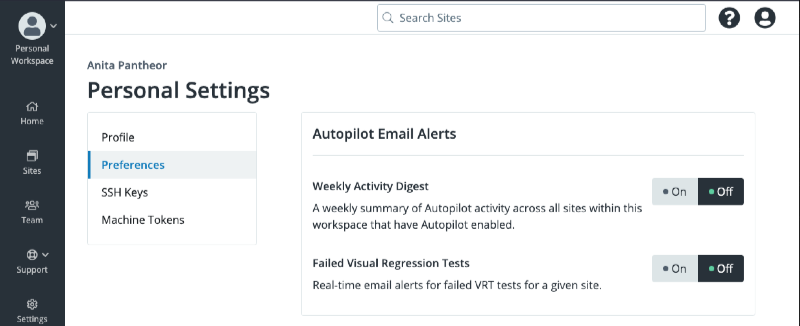 Search Sites
Personal
Workspace
Home
Sites
Team
Support
Settings
Anita Pantheor
Personal Settings
Profile
Preferences
SSH Keys
Machine Tokens
Autopilot Email Alerts
Weekly Activity Digest
A weekly summary of Autopilot activity across all sites within this
workspace that have Autopilot enabled.
On Off
Failed Visual Regression Tests
Real-time email alerts for failed VRT tests for a given site.
On Off